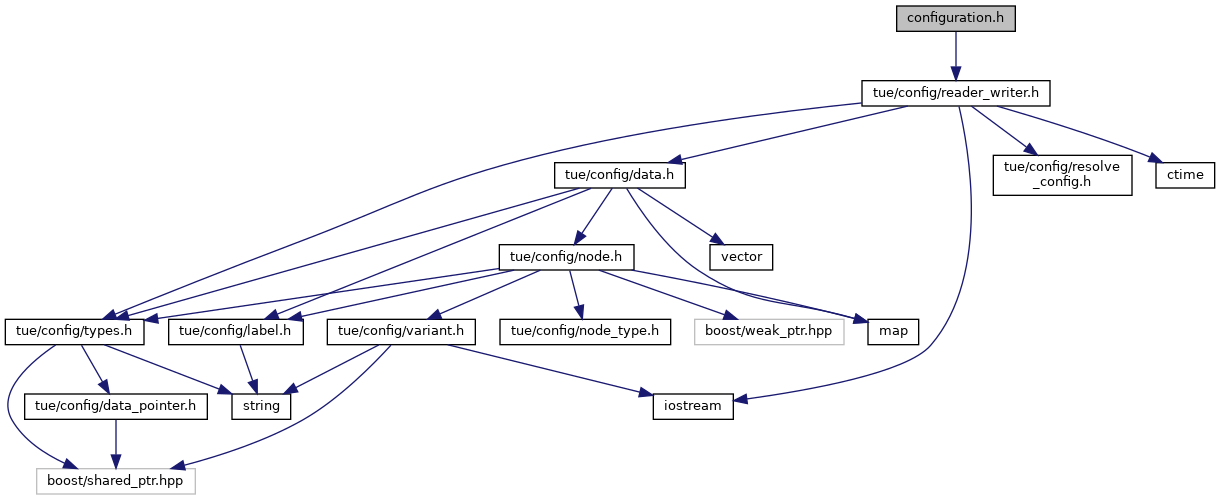 configuration.h
tue/config/reader_writer.h
tue/config/data.h
tue/config/resolve
_config.h
ctime
tue/config/node.h
vector
tue/config/types.h
tue/config/label.h
tue/config/variant.h
tue/config/node_type.h
boost/weak_ptr.hpp
map
tue/config/data_pointer.h
string
iostream
boost/shared_ptr.hpp